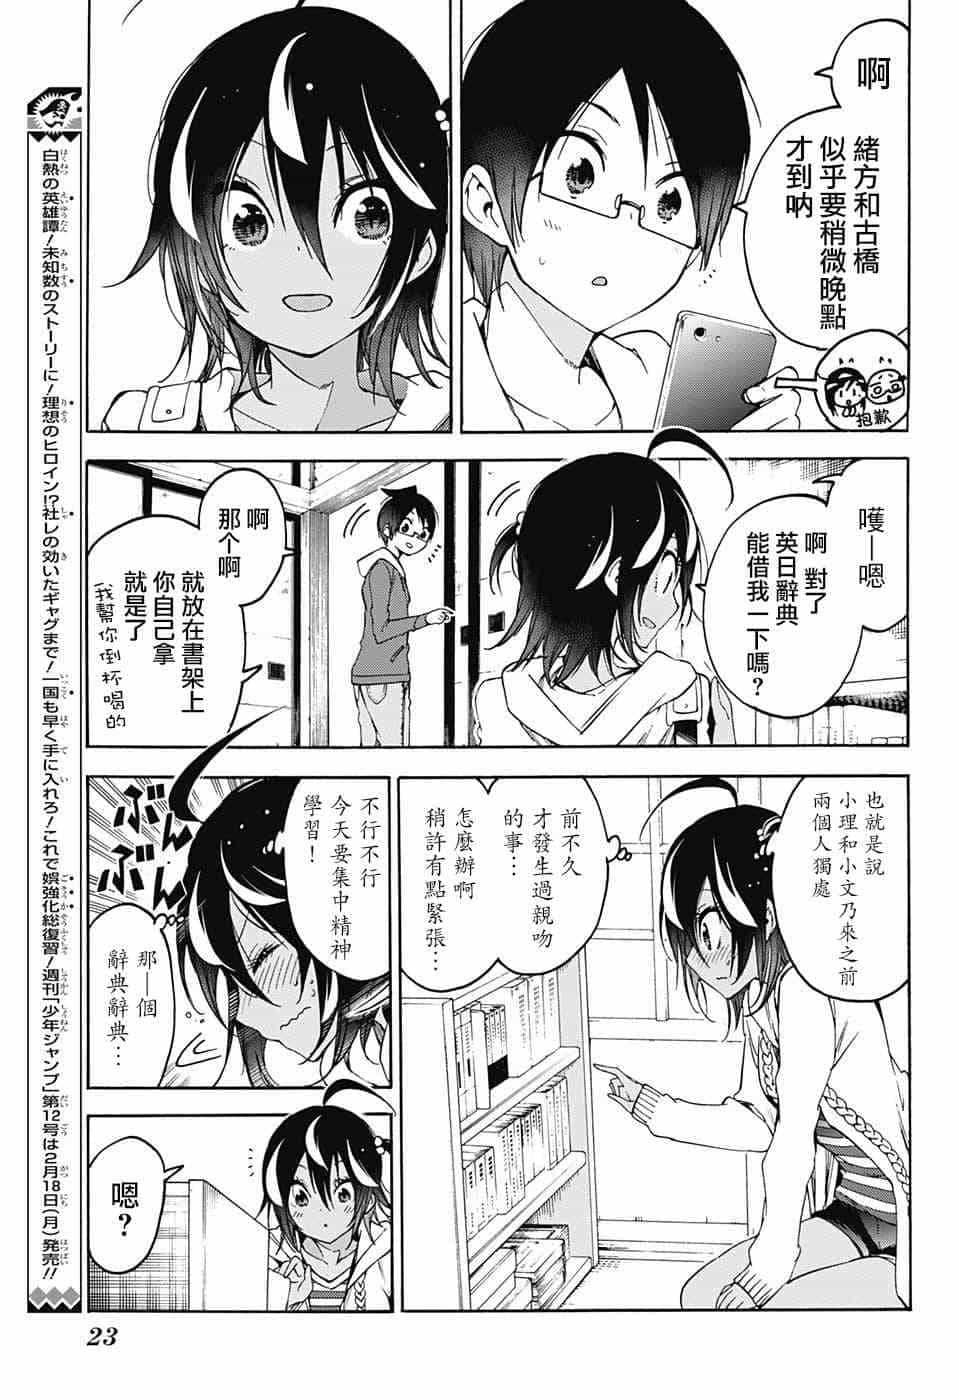 啊
緒方和古橋
似乎要稍微晚點
才到吶
抱歉
嚄—嗯
啊 對了
英日辭典
能借我一下嗎?
啊
那个啊
就放在書架上
你自己拿
就是了
我幫你倒杯喝的
也就是說
小理和小文乃來之前
兩個人獨處
前不久
才發生過親吻
的事…
怎麼辦啊
稍許有點緊張…
不行不行
今天要集中精神
學習!
ぶんぶん
那個
辭典辭典…
嗯?
白熱の英雄譚!未知数のストーリーに!理想のヒロイン!?社レの効いたギャグまで!一国も早く手に入れろ!これで娯強化総復習!週刊「少年ジャンプ」第12号は2月18日(月)発売!!
23